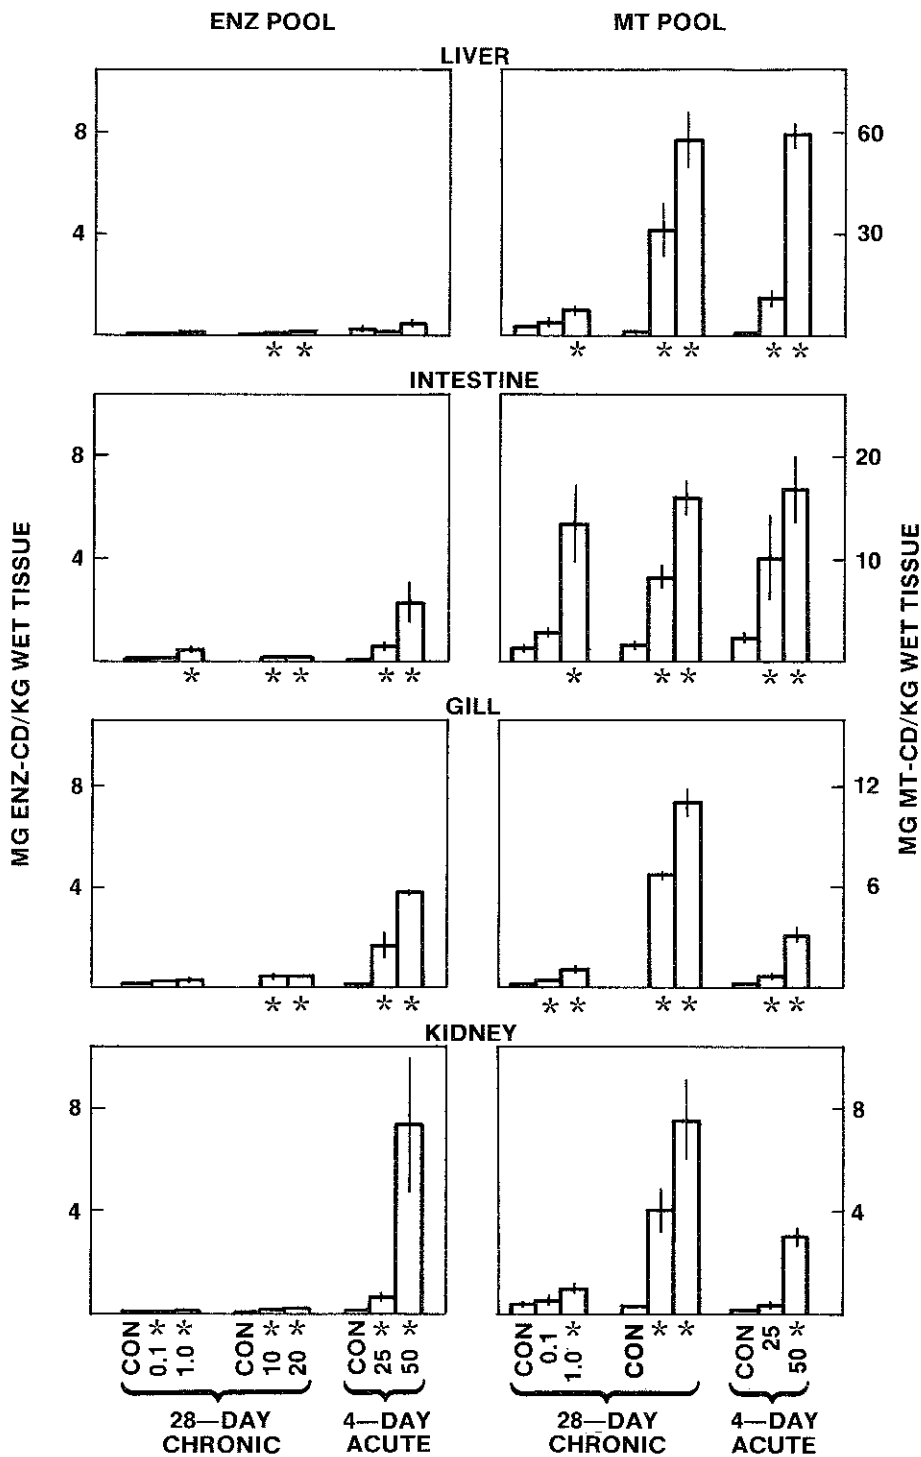 ENZ POOL MT POOL
LIVER
8 60
4 30
* * * * * * *
INTESTINE
8 20
4 10
* * * * * * * * * *
GILL
8 12
4 6
* * * * * * * * * *
KIDNEY
8 8
4 4
MG ENZ-CD/KG WET TISSUE
MG MT-CD/KG WET TISSUE
CON
0.1 *
1.0 *
CON
10 *
20 *
CON
25 *
50 *
CON
0.1
1.0 *
CON
*
*
CON
25
50 *
28—DAY 4—DAY 28—DAY 4—DAY
CHRONIC ACUTE CHRONIC ACUTE